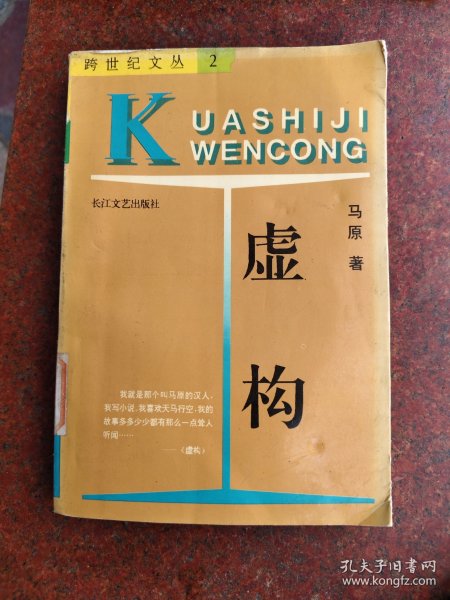 跨世纪文丛 2
KUASHIJI
WENCONG
长江文艺出版社
马原 著
虚构
我就是那个叫马原的汉人,
我写小说,我喜欢天马行空,我的
故事多多少少都有那么一点耸人
听闻……
——《虚构》
孔夫子旧书网
www.kongfz.com